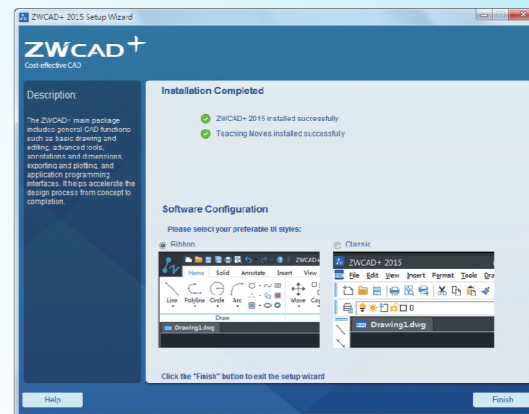 ZWCAD+ 2015 Setup Wizard
ZWCAD+
Cost-effective CAD
Description:
The ZWCAD+ main package
includes general CAD functions
such as basic drawing and
editing, advanced tools,
annotations and dimensions,
exporting and plotting, and
application programming
interfaces. It helps accelerate the
design process from concept to
completion.
Installation Completed
ZWCAD+ 2015 installed successfully
Teaching Movies installed successfully
Software Configuration
Please select your preferable UI styles:
Ribbon
ZWCAD+
Home Solid Annotate Insert View
Line Polyline Circle Arc Move Cop
Draw
Drawing1.dwg
Classic
ZWCAD+ 2015
File Edit View Insert Format Tools Dra
0
Drawing1.dwg
Click the "Finish" button to exit the setup wizard
Help
Finish